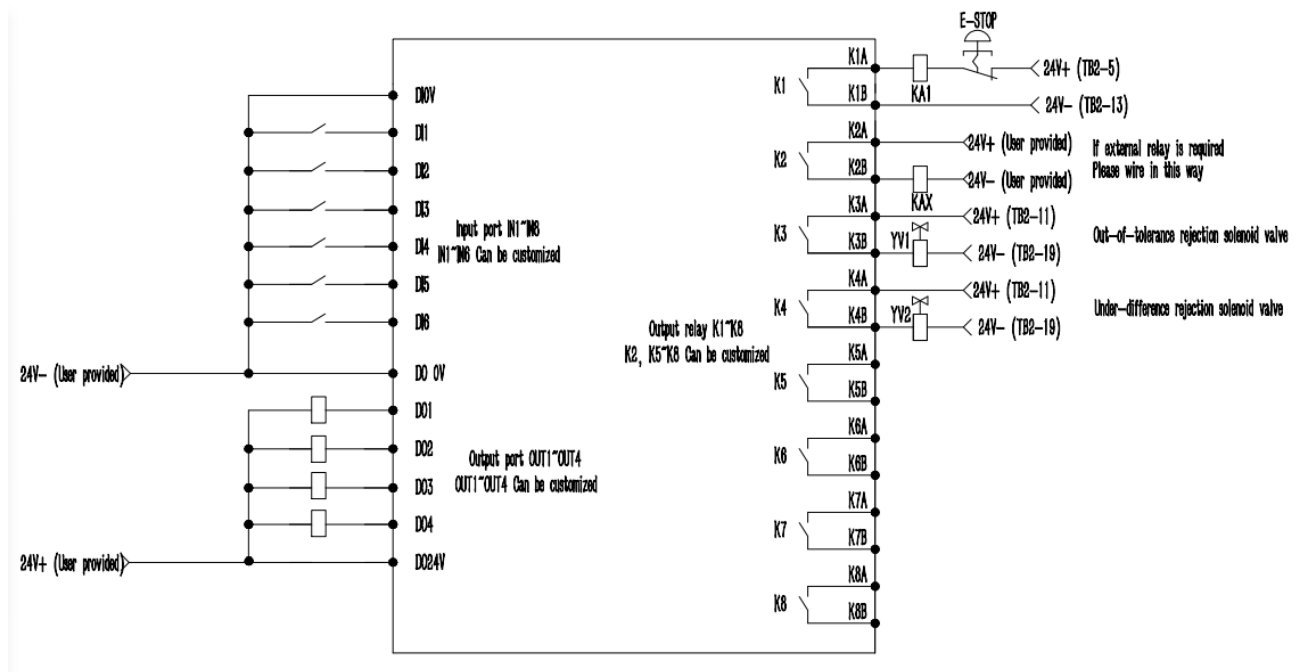 E-STOP
K1A
24V+ (TB2-5)
K1
KA1
DI0V
K1B
24V- (TB2-13)
DI1
K2A
24V+ (User provided)
If external relay is required
Please wire in this way
K2
DI2
K2B
24V- (User provided)
KAX
DI3
K3A
24V+ (TB2-11)
Input port IN1~IN8
IN1~IN6 Can be customized
K3
YV1
Out-of-tolerance rejection solenoid valve
DI4
K3B
24V- (TB2-19)
DI5
K4A
24V+ (TB2-11)
K4
YV2
Under-difference rejection solenoid valve
DI6
K4B
24V- (TB2-19)
Output relay K1~K8
K2, K5~K8 Can be customized
24V- (User provided)
DO 0V
K5A
K5
K5B
DO1
K6A
DO2
K6
Output port OUT1~OUT4
OUT1~OUT4 Can be customized
K6B
DO3
K7A
DO4
K7
K7B
24V+ (User provided)
DO24V
K8A
K8
K8B